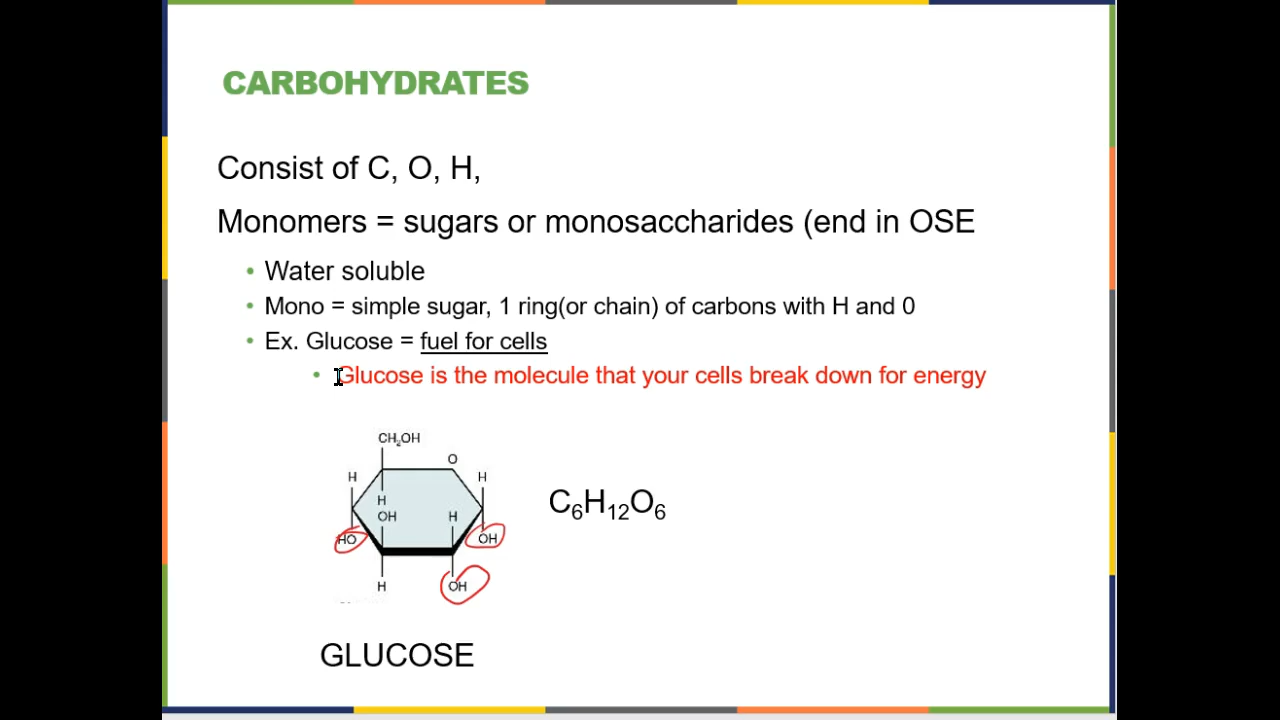 CARBOHYDRATES
Consist of C, O, H,
Monomers = sugars or monosaccharides (end in OSE
• Water soluble
• Mono = simple sugar, 1 ring(or chain) of carbons with H and 0
• Ex. Glucose = fuel for cells
• Glucose is the molecule that your cells break down for energy
CH₂OH
O
H H
H
OH H
HO OH
H OH
C₆H₁₂O₆
GLUCOSE